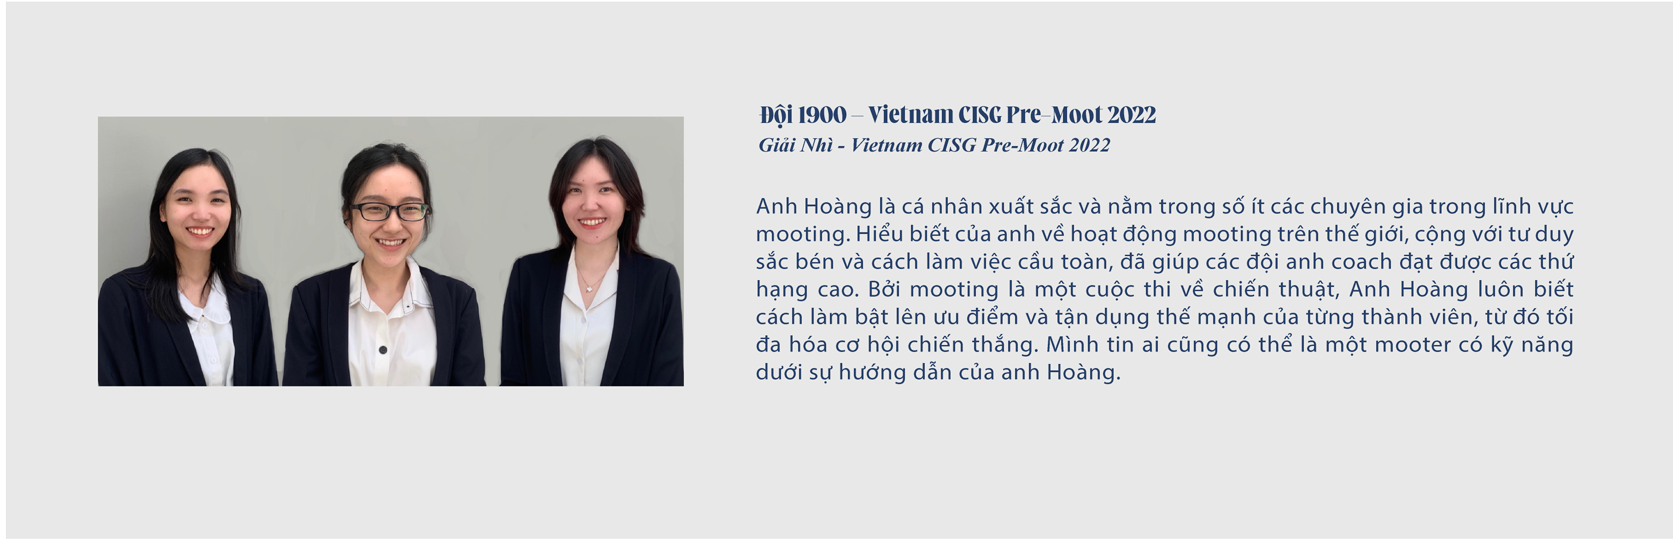 Đội 1900 – Vietnam CISG Pre-Moot 2022
Giải Nhì - Vietnam CISG Pre-Moot 2022
Anh Hoàng là cá nhân xuất sắc và nằm trong số ít các chuyên gia trong lĩnh vực
mooting. Hiểu biết của anh về hoạt động mooting trên thế giới, cộng với tư duy
sắc bén và cách làm việc cầu toàn, đã giúp các đội anh coach đạt được các thứ
hạng cao. Bởi mooting là một cuộc thi về chiến thuật, Anh Hoàng luôn biết
cách làm bật lên ưu điểm và tận dụng thế mạnh của từng thành viên, từ đó tối
đa hóa cơ hội chiến thắng. Mình tin ai cũng có thể là một mooter có kỹ năng
dưới sự hướng dẫn của anh Hoàng.